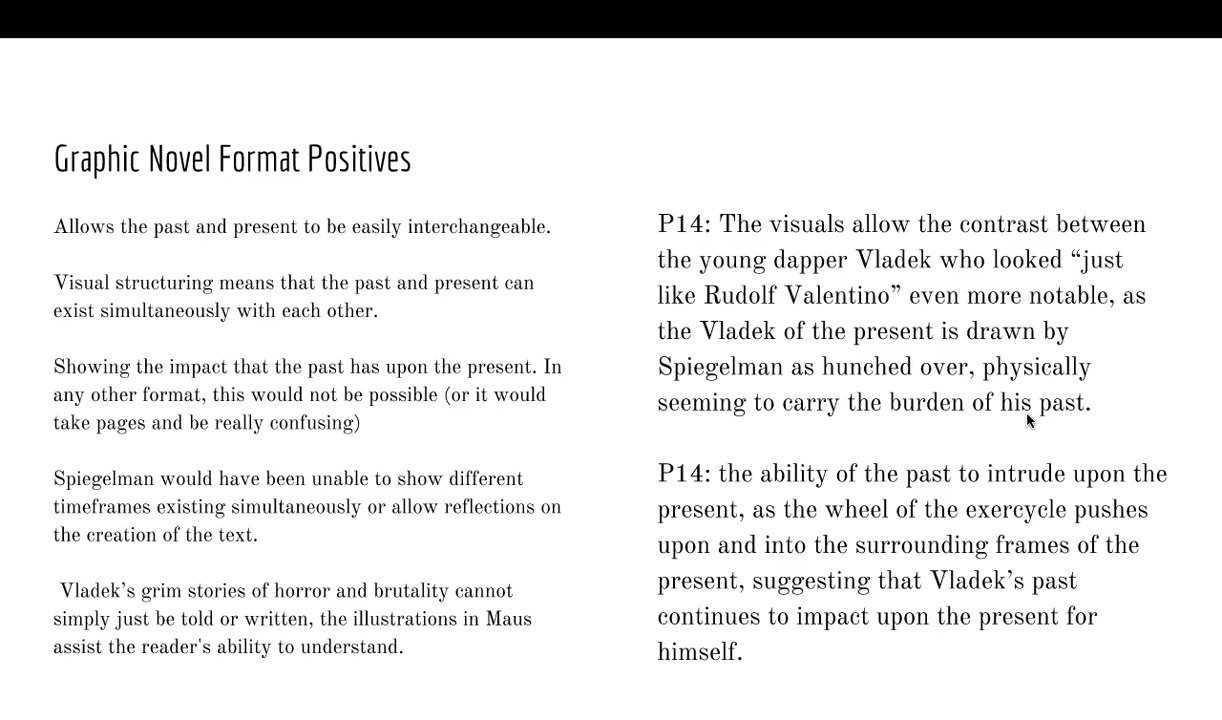 Graphic Novel Format Positives
Allows the past and present to be easily interchangeable.
Visual structuring means that the past and present can
exist simultaneously with each other.
Showing the impact that the past has upon the present. In
any other format, this would not be possible (or it would
take pages and be really confusing)
Spiegelman would have been unable to show different
timeframes existing simultaneously or allow reflections on
the creation of the text.
Vladek’s grim stories of horror and brutality cannot
simply just be told or written, the illustrations in Maus
assist the reader's ability to understand.
P14: The visuals allow the contrast between
the young dapper Vladek who looked “just
like Rudolf Valentino” even more notable, as
the Vladek of the present is drawn by
Spiegelman as hunched over, physically
seeming to carry the burden of his past.
P14: the ability of the past to intrude upon the
present, as the wheel of the exercycle pushes
upon and into the surrounding frames of the
present, suggesting that Vladek’s past
continues to impact upon the present for
himself.